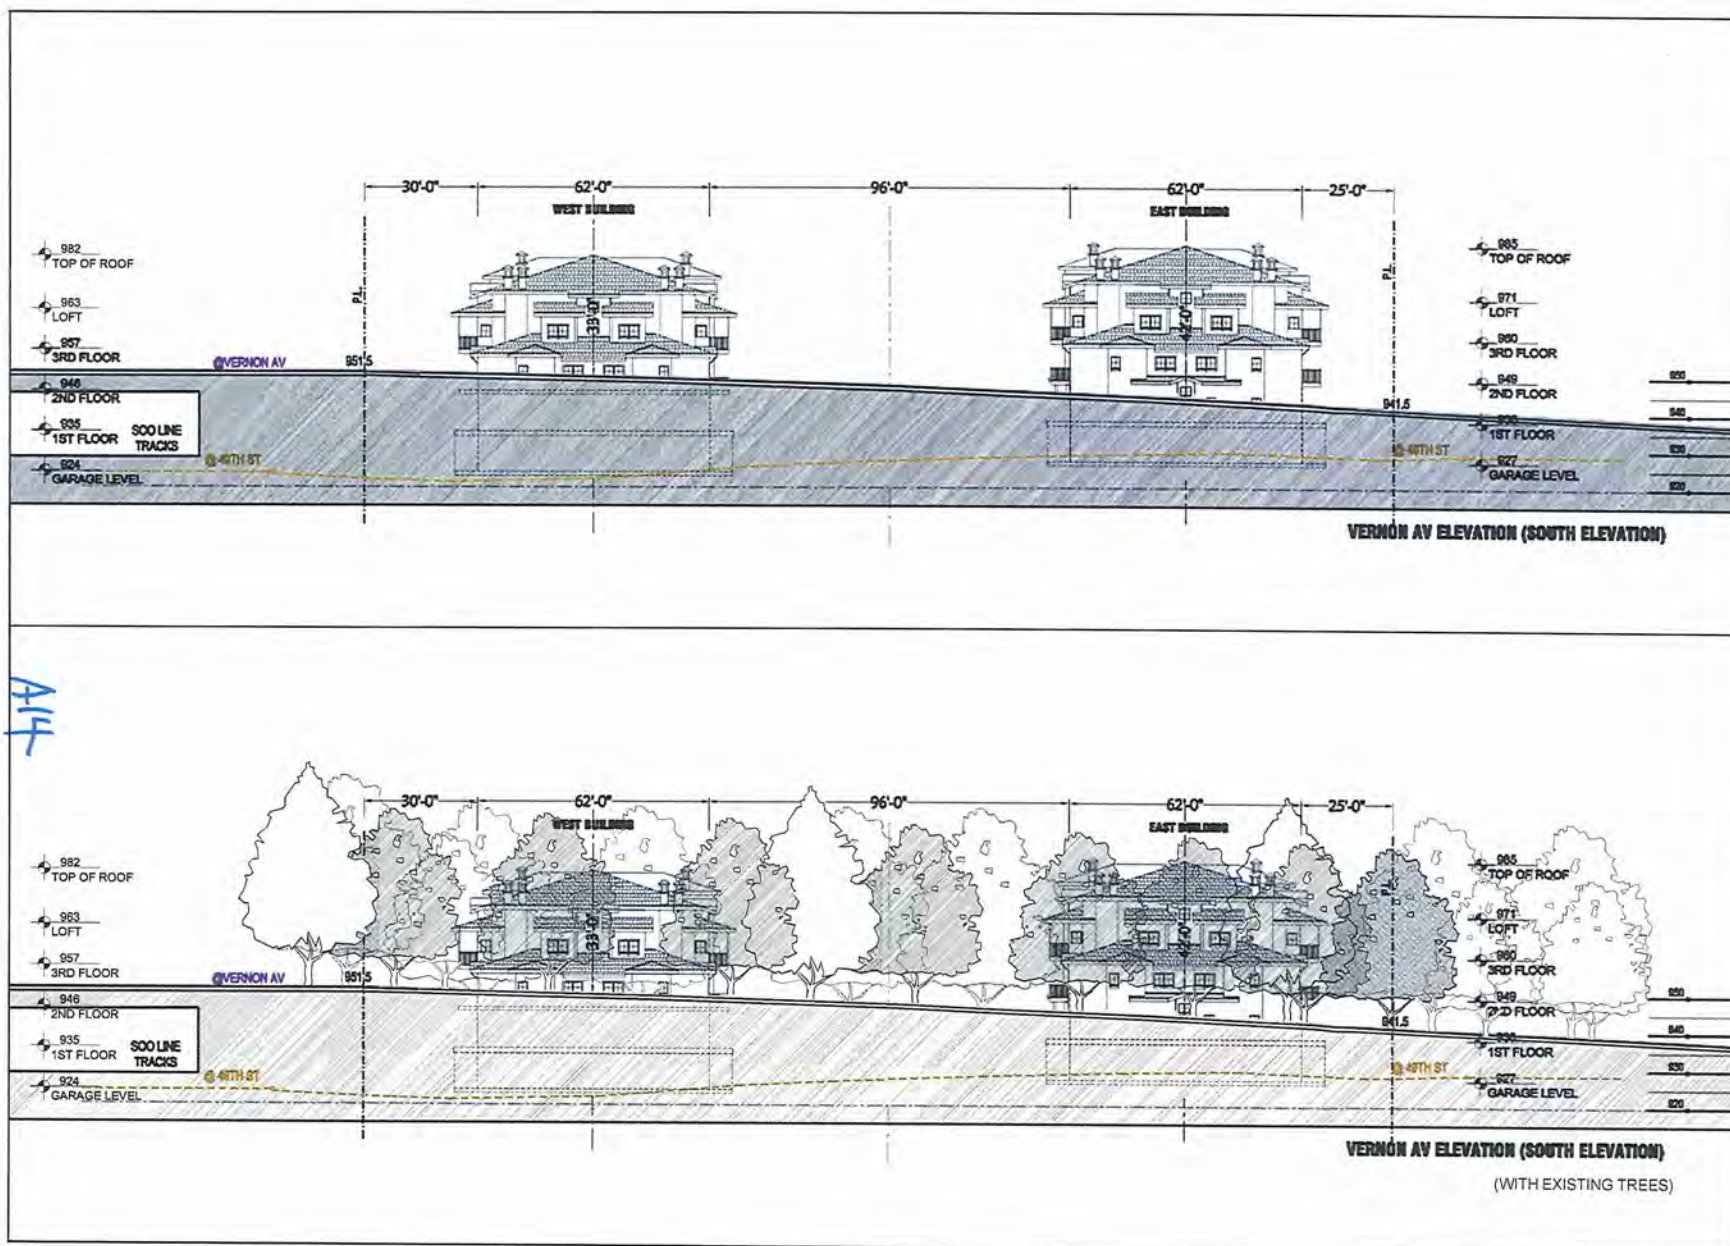 30'-0" 62'-0" 96'-0" 62'-0" 25'-0"
WEST BUILDING EAST BUILDING
982
TOP OF ROOF
963
LOFT
957
3RD FLOOR
946
2ND FLOOR
935
1ST FLOOR
924
GARAGE LEVEL
SOO LINE
TRACKS
@VERNON AV
@ 49TH ST
P.L.
951.5
33'-0"
42'-0"
P.L.
941.5
@ 49TH ST
985
TOP OF ROOF
971
LOFT
960
3RD FLOOR
949
2ND FLOOR
938
1ST FLOOR
927
GARAGE LEVEL
950
940
930
920
VERNON AV ELEVATION (SOUTH ELEVATION)
A14
30'-0" 62'-0" 96'-0" 62'-0" 25'-0"
WEST BUILDING EAST BUILDING
982
TOP OF ROOF
963
LOFT
957
3RD FLOOR
946
2ND FLOOR
935
1ST FLOOR
924
GARAGE LEVEL
SOO LINE
TRACKS
@VERNON AV
@ 49TH ST
951.5
33'-0"
42'-0"
P.L.
941.5
@ 49TH ST
985
TOP OF ROOF
971
LOFT
960
3RD FLOOR
949
2ND FLOOR
938
1ST FLOOR
927
GARAGE LEVEL
950
940
930
920
VERNON AV ELEVATION (SOUTH ELEVATION)
(WITH EXISTING TREES)